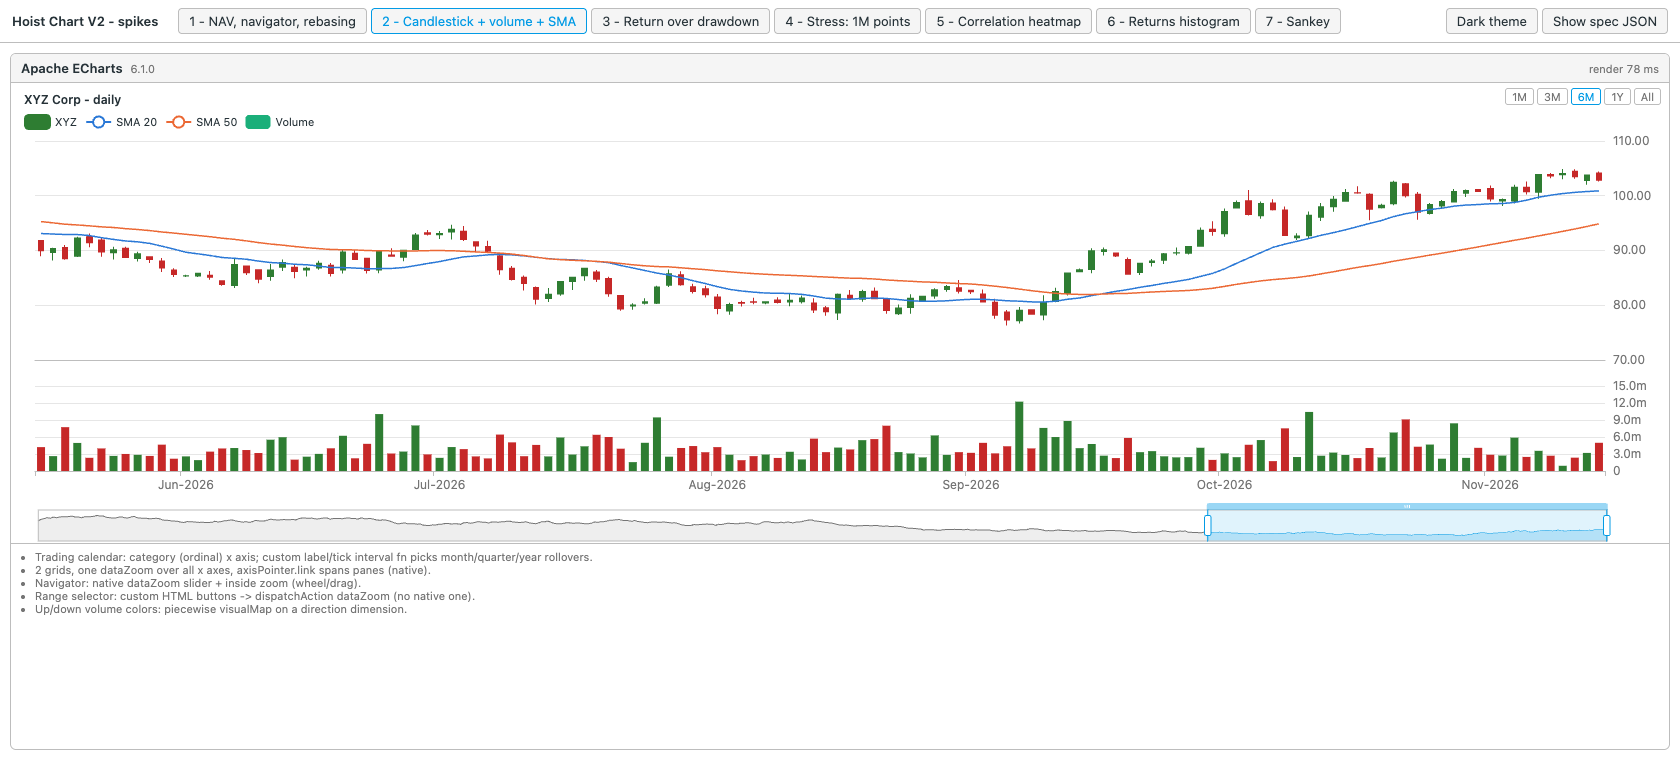 Hoist Chart V2 - spikes 1 - NAV, navigator, rebasing 2 - Candlestick + volume + SMA 3 - Return over drawdown 4 - Stress: 1M points 5 - Correlation heatmap 6 - Returns histogram 7 - Sankey Dark theme Show spec JSON
Apache ECharts 6.1.0 render 78 ms
XYZ Corp - daily 1M 3M 6M 1Y All
XYZ SMA 20 SMA 50 Volume
110.00
100.00
90.00
80.00
70.00
15.0m
12.0m
9.0m
6.0m
3.0m
0
Jun-2026 Jul-2026 Aug-2026 Sep-2026 Oct-2026 Nov-2026
• Trading calendar: category (ordinal) x axis; custom label/tick interval fn picks month/quarter/year rollovers.
• 2 grids, one dataZoom over all x axes, axisPointer.link spans panes (native).
• Navigator: native dataZoom slider + inside zoom (wheel/drag).
• Range selector: custom HTML buttons -> dispatchAction dataZoom (no native one).
• Up/down volume colors: piecewise visualMap on a direction dimension.